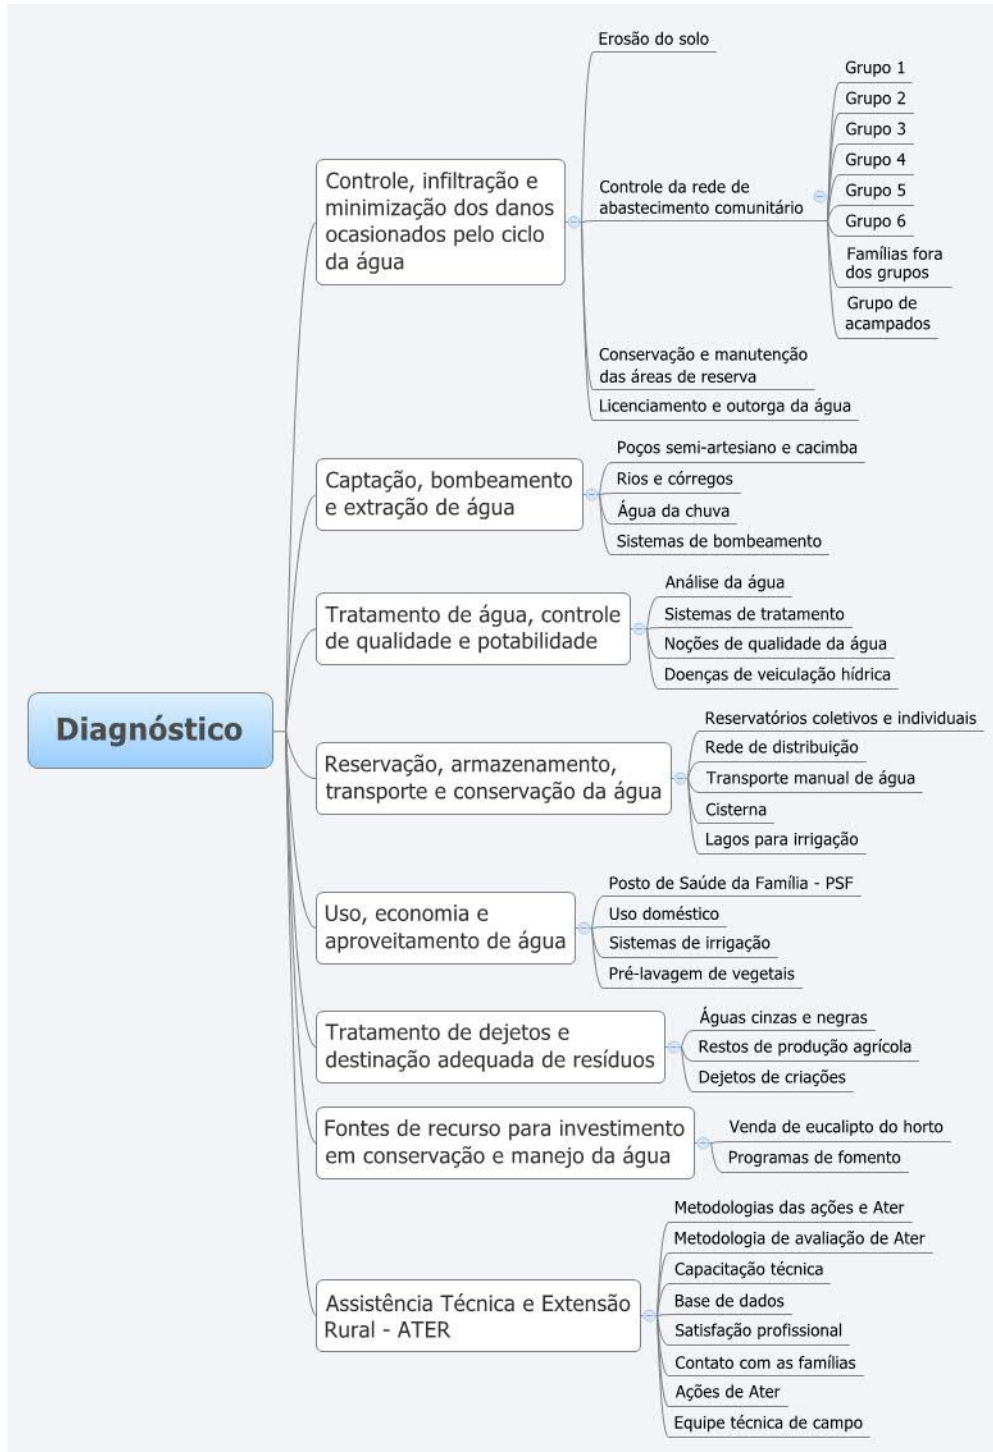 Diagnóstico
Controle, infiltração e
minimização dos danos
ocasionados pelo ciclo
da água
Erosão do solo
Controle da rede de
abastecimento comunitário
Grupo 1
Grupo 2
Grupo 3
Grupo 4
Grupo 5
Grupo 6
Famílias fora
dos grupos
Grupo de
acampados
Conservação e manutenção
das áreas de reserva
Licenciamento e outorga da água
Captação, bombeamento
e extração de água
Poços semi-artesiano e cacimba
Rios e córregos
Água da chuva
Sistemas de bombeamento
Tratamento de água, controle
de qualidade e potabilidade
Análise da água
Sistemas de tratamento
Noções de qualidade da água
Doenças de veiculação hídrica
Reservação, armazenamento,
transporte e conservação da água
Reservatórios coletivos e individuais
Rede de distribuição
Transporte manual de água
Cisterna
Lagos para irrigação
Uso, economia e
aproveitamento de água
Posto de Saúde da Família - PSF
Uso doméstico
Sistemas de irrigação
Pré-lavagem de vegetais
Tratamento de dejetos e
destinação adequada de resíduos
Águas cinzas e negras
Restos de produção agrícola
Dejetos de criações
Fontes de recurso para investimento
em conservação e manejo da água
Venda de eucalipto do horto
Programas de fomento
Assistência Técnica e Extensão
Rural - ATER
Metodologias das ações e Ater
Metodologia de avaliação de Ater
Capacitação técnica
Base de dados
Satisfação profissional
Contato com as famílias
Ações de Ater
Equipe técnica de campo